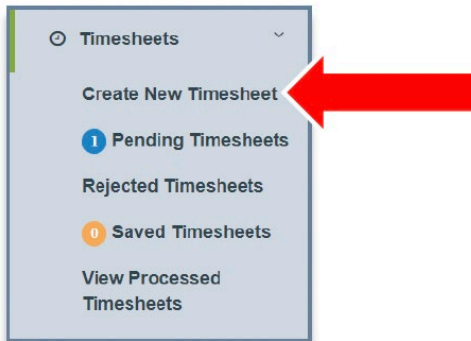 Timesheets
Create New Timesheet
1 Pending Timesheets
Rejected Timesheets
0 Saved Timesheets
View Processed
Timesheets